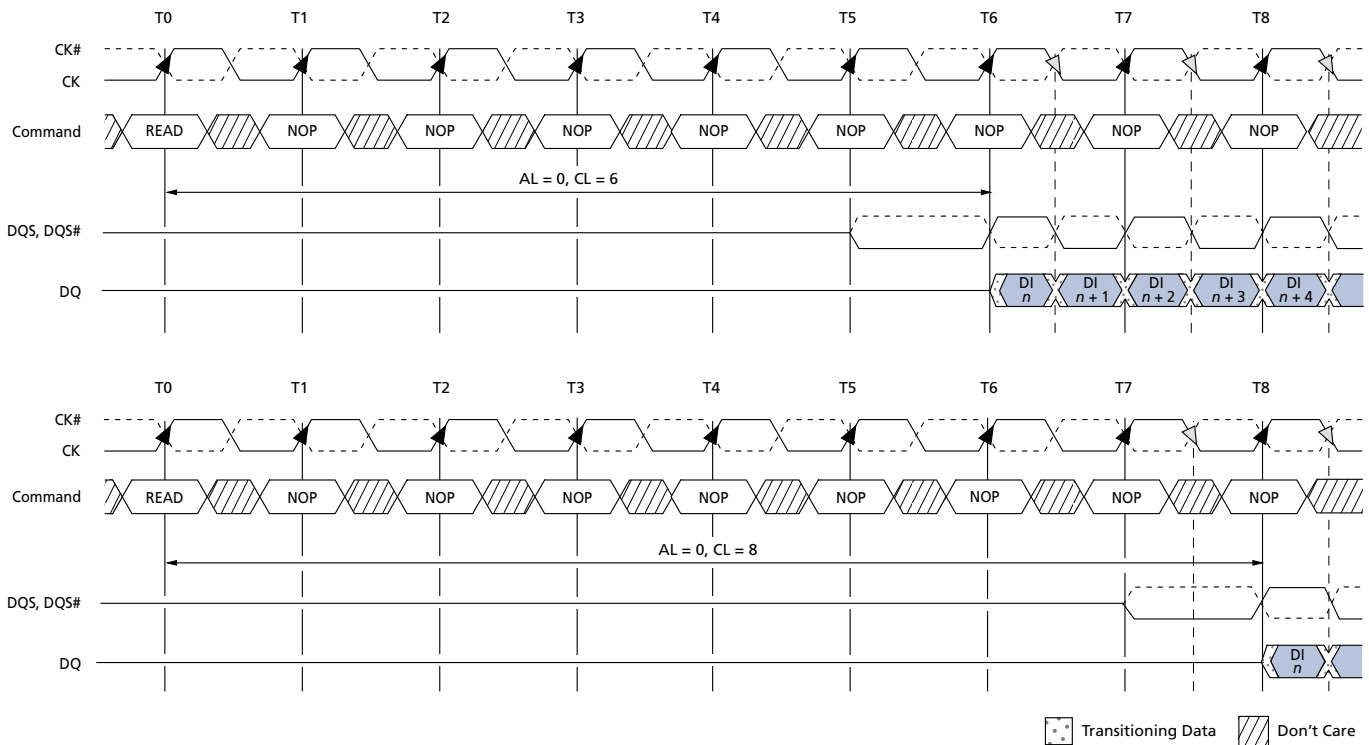 T0 T1 T2 T3 T4 T5 T6 T7 T8
CK#
CK
Command READ NOP NOP NOP NOP NOP NOP NOP NOP
AL = 0, CL = 6
DQS, DQS#
DQ DI n DI n + 1 DI n + 2 DI n + 3 DI n + 4
T0 T1 T2 T3 T4 T5 T6 T7 T8
CK#
CK
Command READ NOP NOP NOP NOP NOP NOP NOP NOP
AL = 0, CL = 8
DQS, DQS#
DQ DI n
Transitioning Data Don't Care